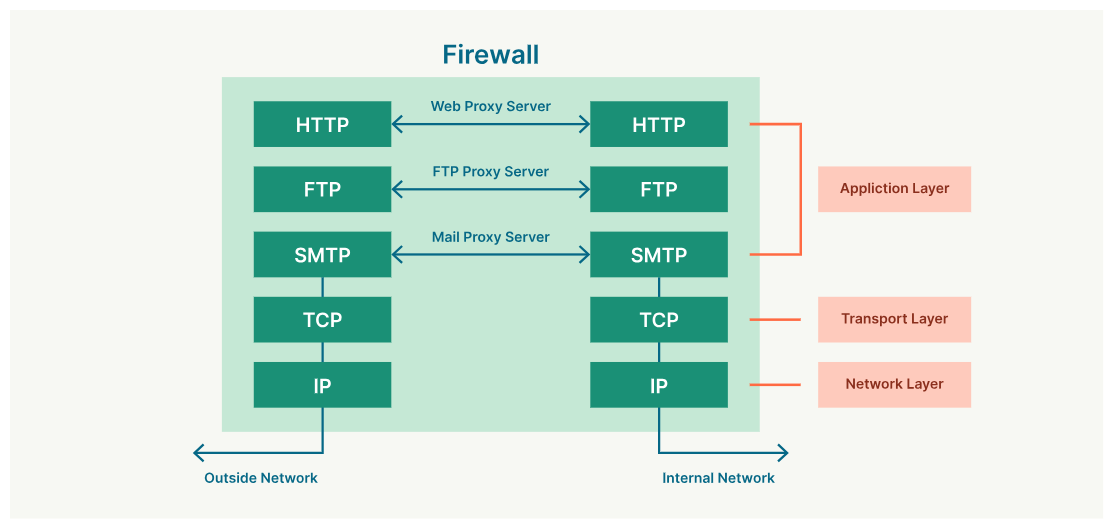 Firewall
HTTP
Web Proxy Server
HTTP
FTP
FTP Proxy Server
FTP
Appliction Layer
SMTP
Mail Proxy Server
SMTP
TCP
TCP
Transport Layer
IP
IP
Network Layer
Outside Network
Internal Network